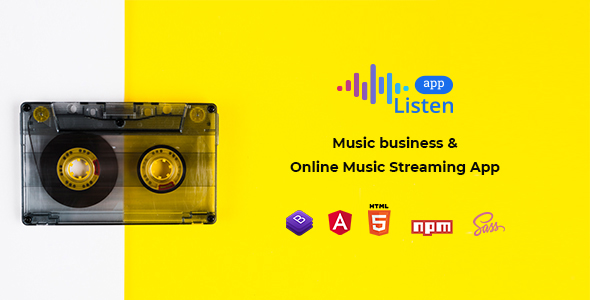 app
Listen
Music business &
Online Music Streaming App
B
HTML
5
npm
Sass